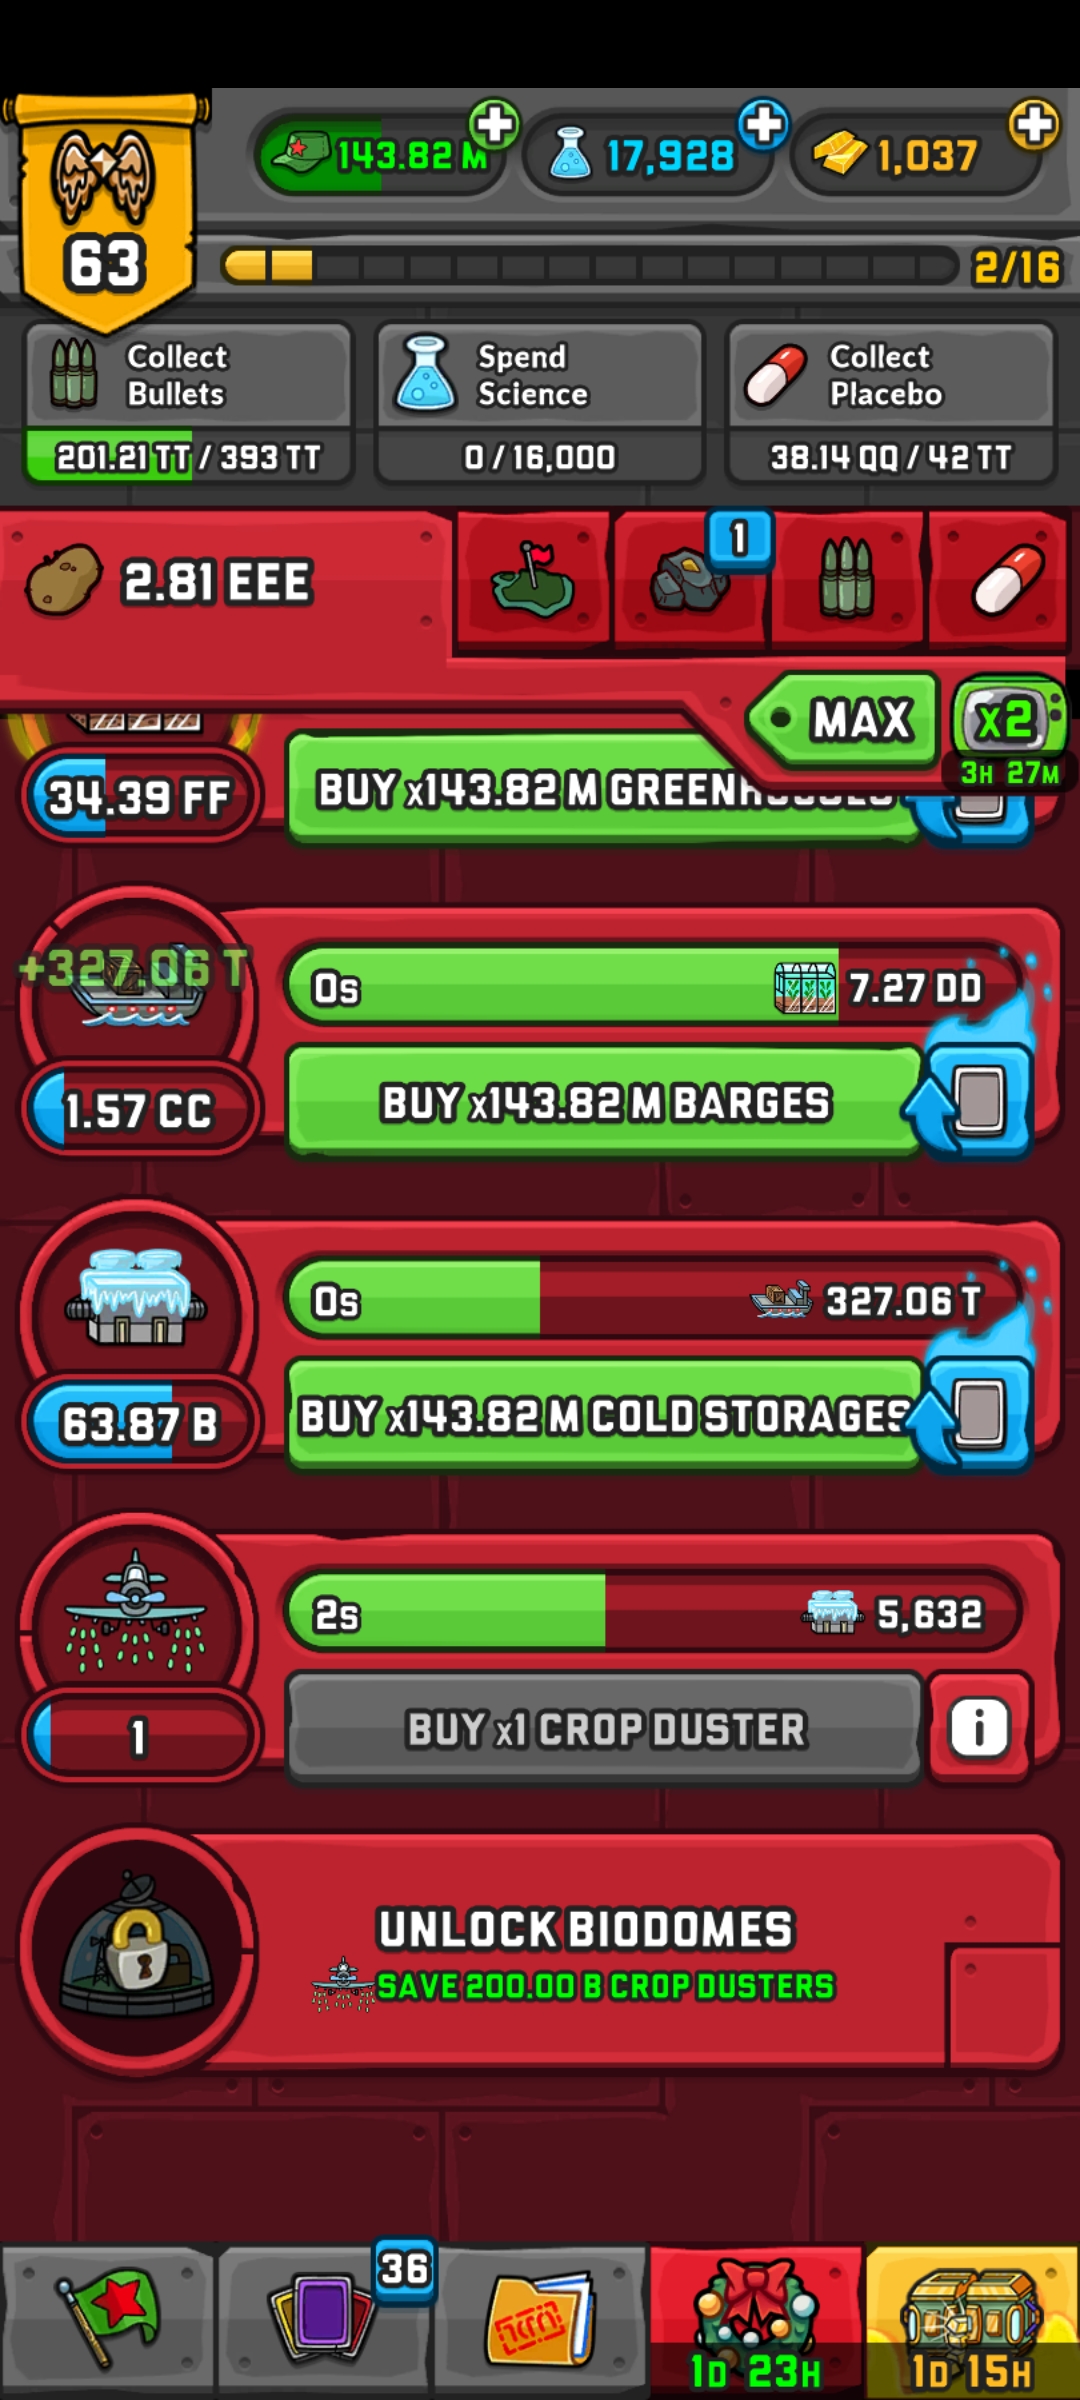 143.82 M
17,928
1,037
63
2/16
Collect
Bullets
201.21 TT / 393 TT
Spend
Science
0 / 16,000
Collect
Placebo
38.14 QQ / 42 TT
2.81 EEE
1
MAX
x2
3H 27M
34.39 FF
BUY x143.82 M GREENHOUSES
+327.06 T
0s
7.27 DD
1.57 CC
BUY x143.82 M BARGES
0s
327.06 T
63.87 B
BUY x143.82 M COLD STORAGES
2s
5,632
1
BUY x1 CROP DUSTER
i
UNLOCK BIODOMES
SAVE 200.00 B CROP DUSTERS
36
1D 23H
1D 15H